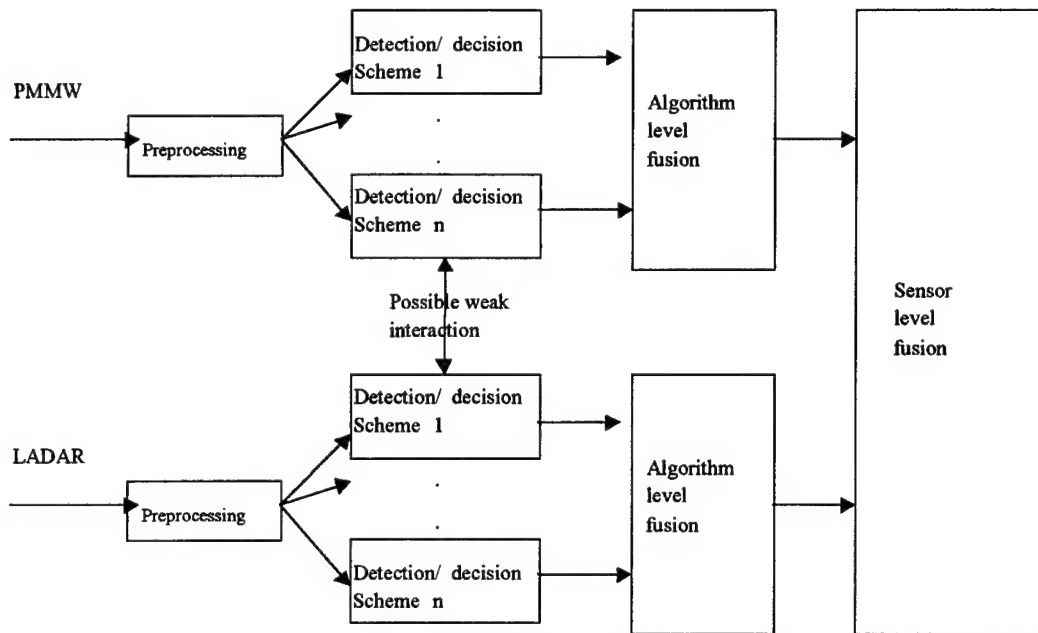 PMMW
Preprocessing
Detection/ decision
Scheme 1
Detection/ decision
Scheme n
Algorithm
level
fusion
Possible weak
interaction
Sensor
level
fusion
LADAR
Preprocessing
Detection/ decision
Scheme 1
Detection/ decision
Scheme n
Algorithm
level
fusion